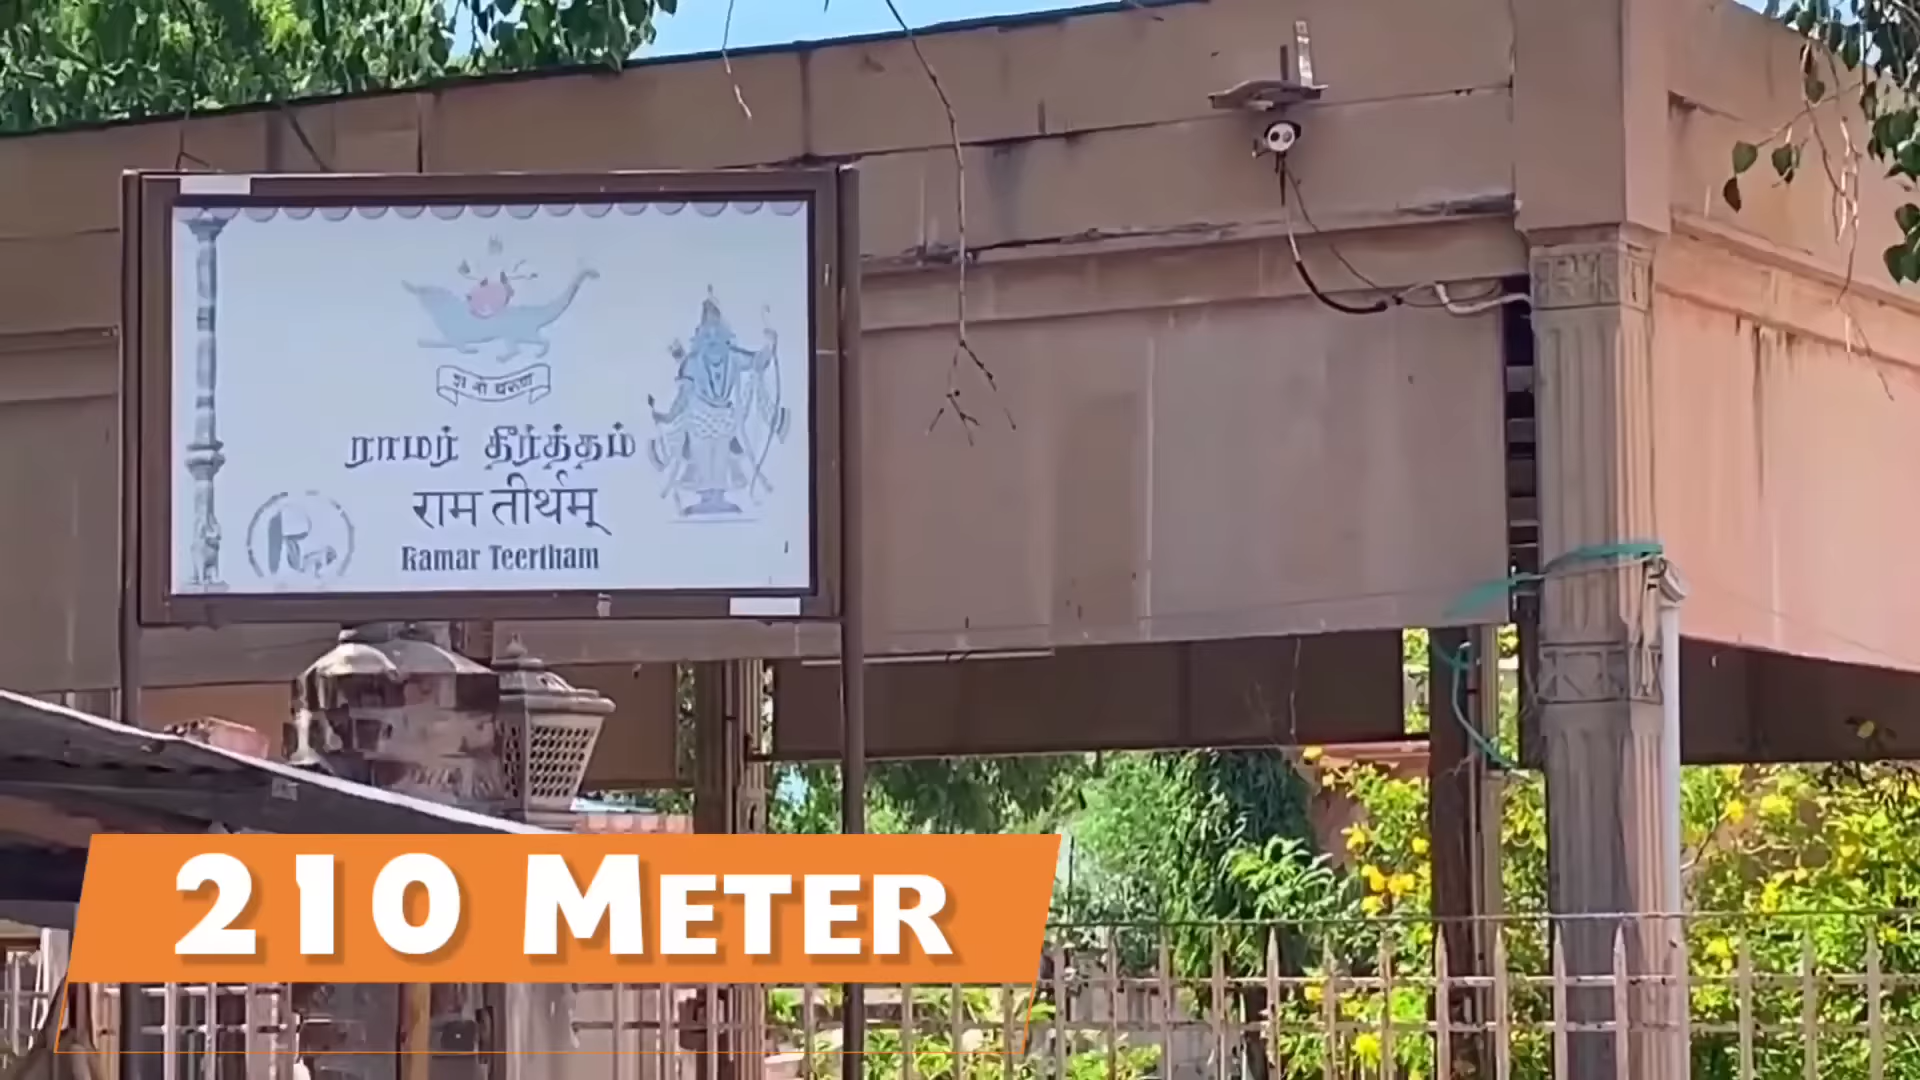 ராமர் தீர்த்தம்
राम तीर्थम्
Ramar Teertham
210 METER